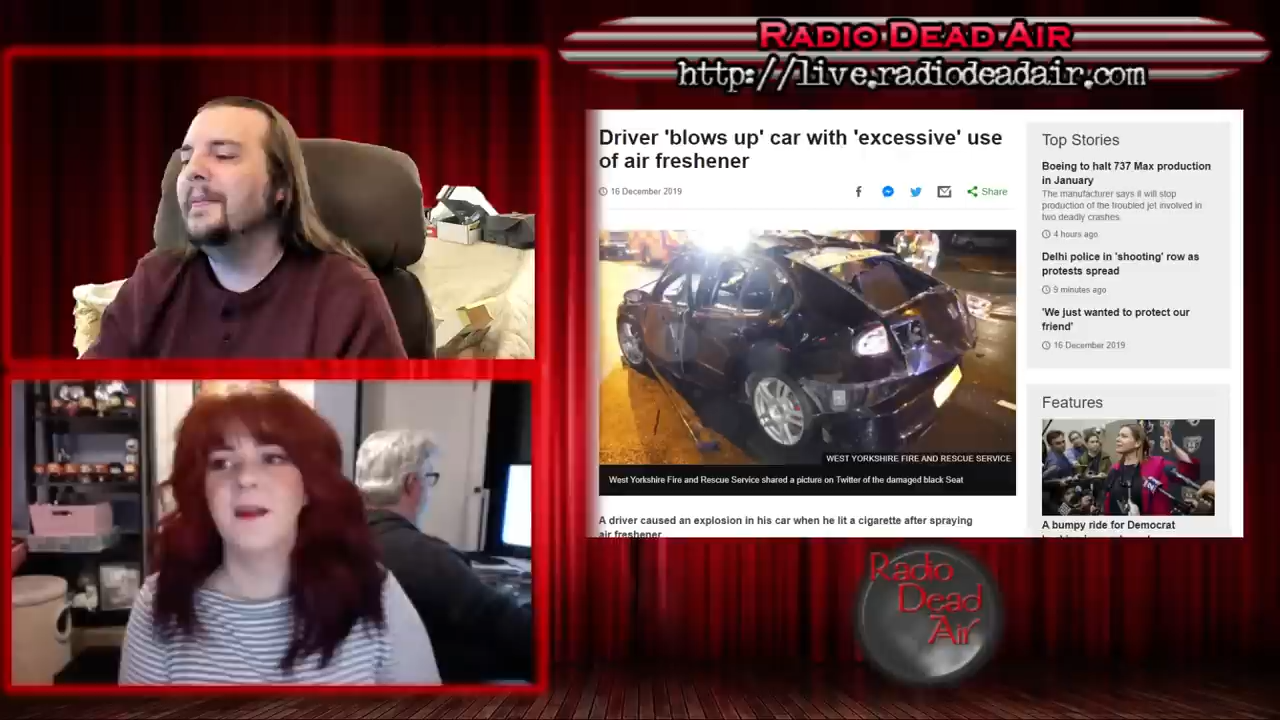 RADIO DEAD AIR
http://live.radiodeadair.com
Driver 'blows up' car with 'excessive' use
of air freshener
16 December 2019
Share
WEST YORKSHIRE FIRE AND RESCUE SERVICE
West Yorkshire Fire and Rescue Service shared a picture on Twitter of the damaged black Seat
A driver caused an explosion in his car when he lit a cigarette after spraying
air freshener
Top Stories
Boeing to halt 737 Max production
in January
The manufacturer says it will stop
production of the troubled jet involved in
two deadly crashes.
4 hours ago
Delhi police in 'shooting' row as
protests spread
9 minutes ago
'We just wanted to protect our
friend'
16 December 2019
Features
A bumpy ride for Democrat
Radio
Dead
Air